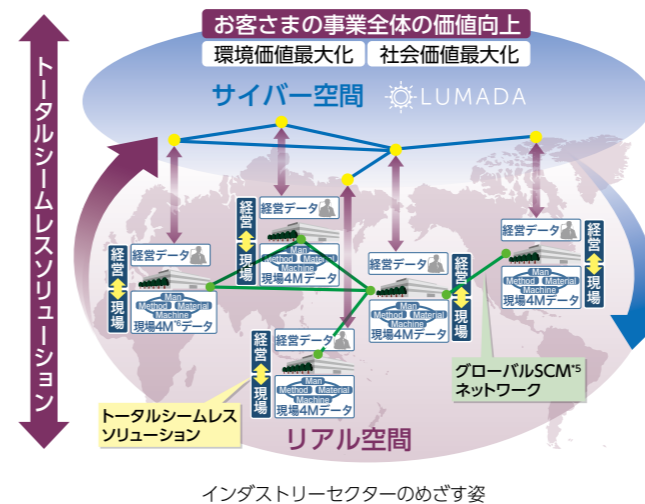 お客さまの事業全体の価値向上
環境価値最大化
社会価値最大化
サイバー空間
LUMADA
トータルシームレスソリューション
経営データ
経営
現場
Man
Method Material
Machine
現場4Mデータ
経営データ
経営
現場
Man
Method Material
Machine
現場4M*6データ
経営データ
経営
現場
Man
Method Material
Machine
現場4Mデータ
経営データ
経営
現場
Man
Method Material
Machine
現場4Mデータ
経営データ
経営
現場
Man
Method Material
Machine
現場4Mデータ
グローバルSCM*5
ネットワーク
トータルシームレス
ソリューション
リアル空間
インダストリーセクターのめざす姿